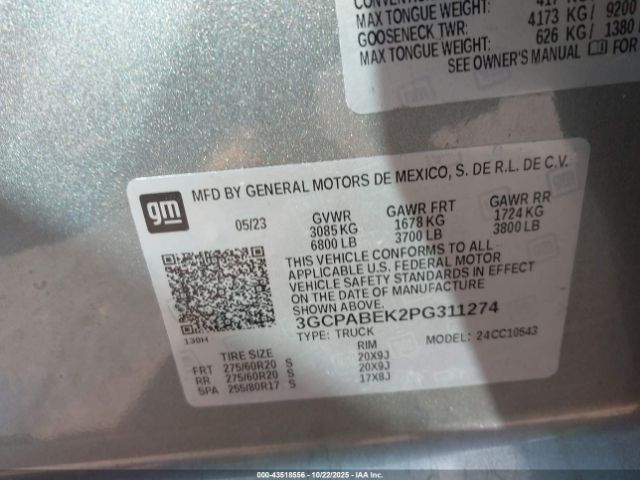 MAX TONGUE WEIGHT: 4173 KG / 9200
GOOSENECK TWR: 626 KG / 1380
MAX TONGUE WEIGHT:
SEE OWNER'S MANUAL FOR
gm
MFD BY GENERAL MOTORS DE MEXICO, S. DE R.L. DE C.V.
05/23 GVWR GAWR FRT GAWR RR
3085 KG 1678 KG 1724 KG
6800 LB 3700 LB 3800 LB
THIS VEHICLE CONFORMS TO ALL
APPLICABLE U.S. FEDERAL MOTOR
VEHICLE SAFETY STANDARDS IN EFFECT
ON THE DATE OF MANUFACTURE
SHOWN ABOVE.
3GCPABEK2PG311274
130H
TYPE: TRUCK MODEL: 24CC10543
TIRE SIZE RIM
FRT 275/60R20 S 20X9J
RR 275/60R20 S 20X9J
SPA 255/80R17 S 17X8J
000-43518556 - 10/22/2025 - IAA, Inc.